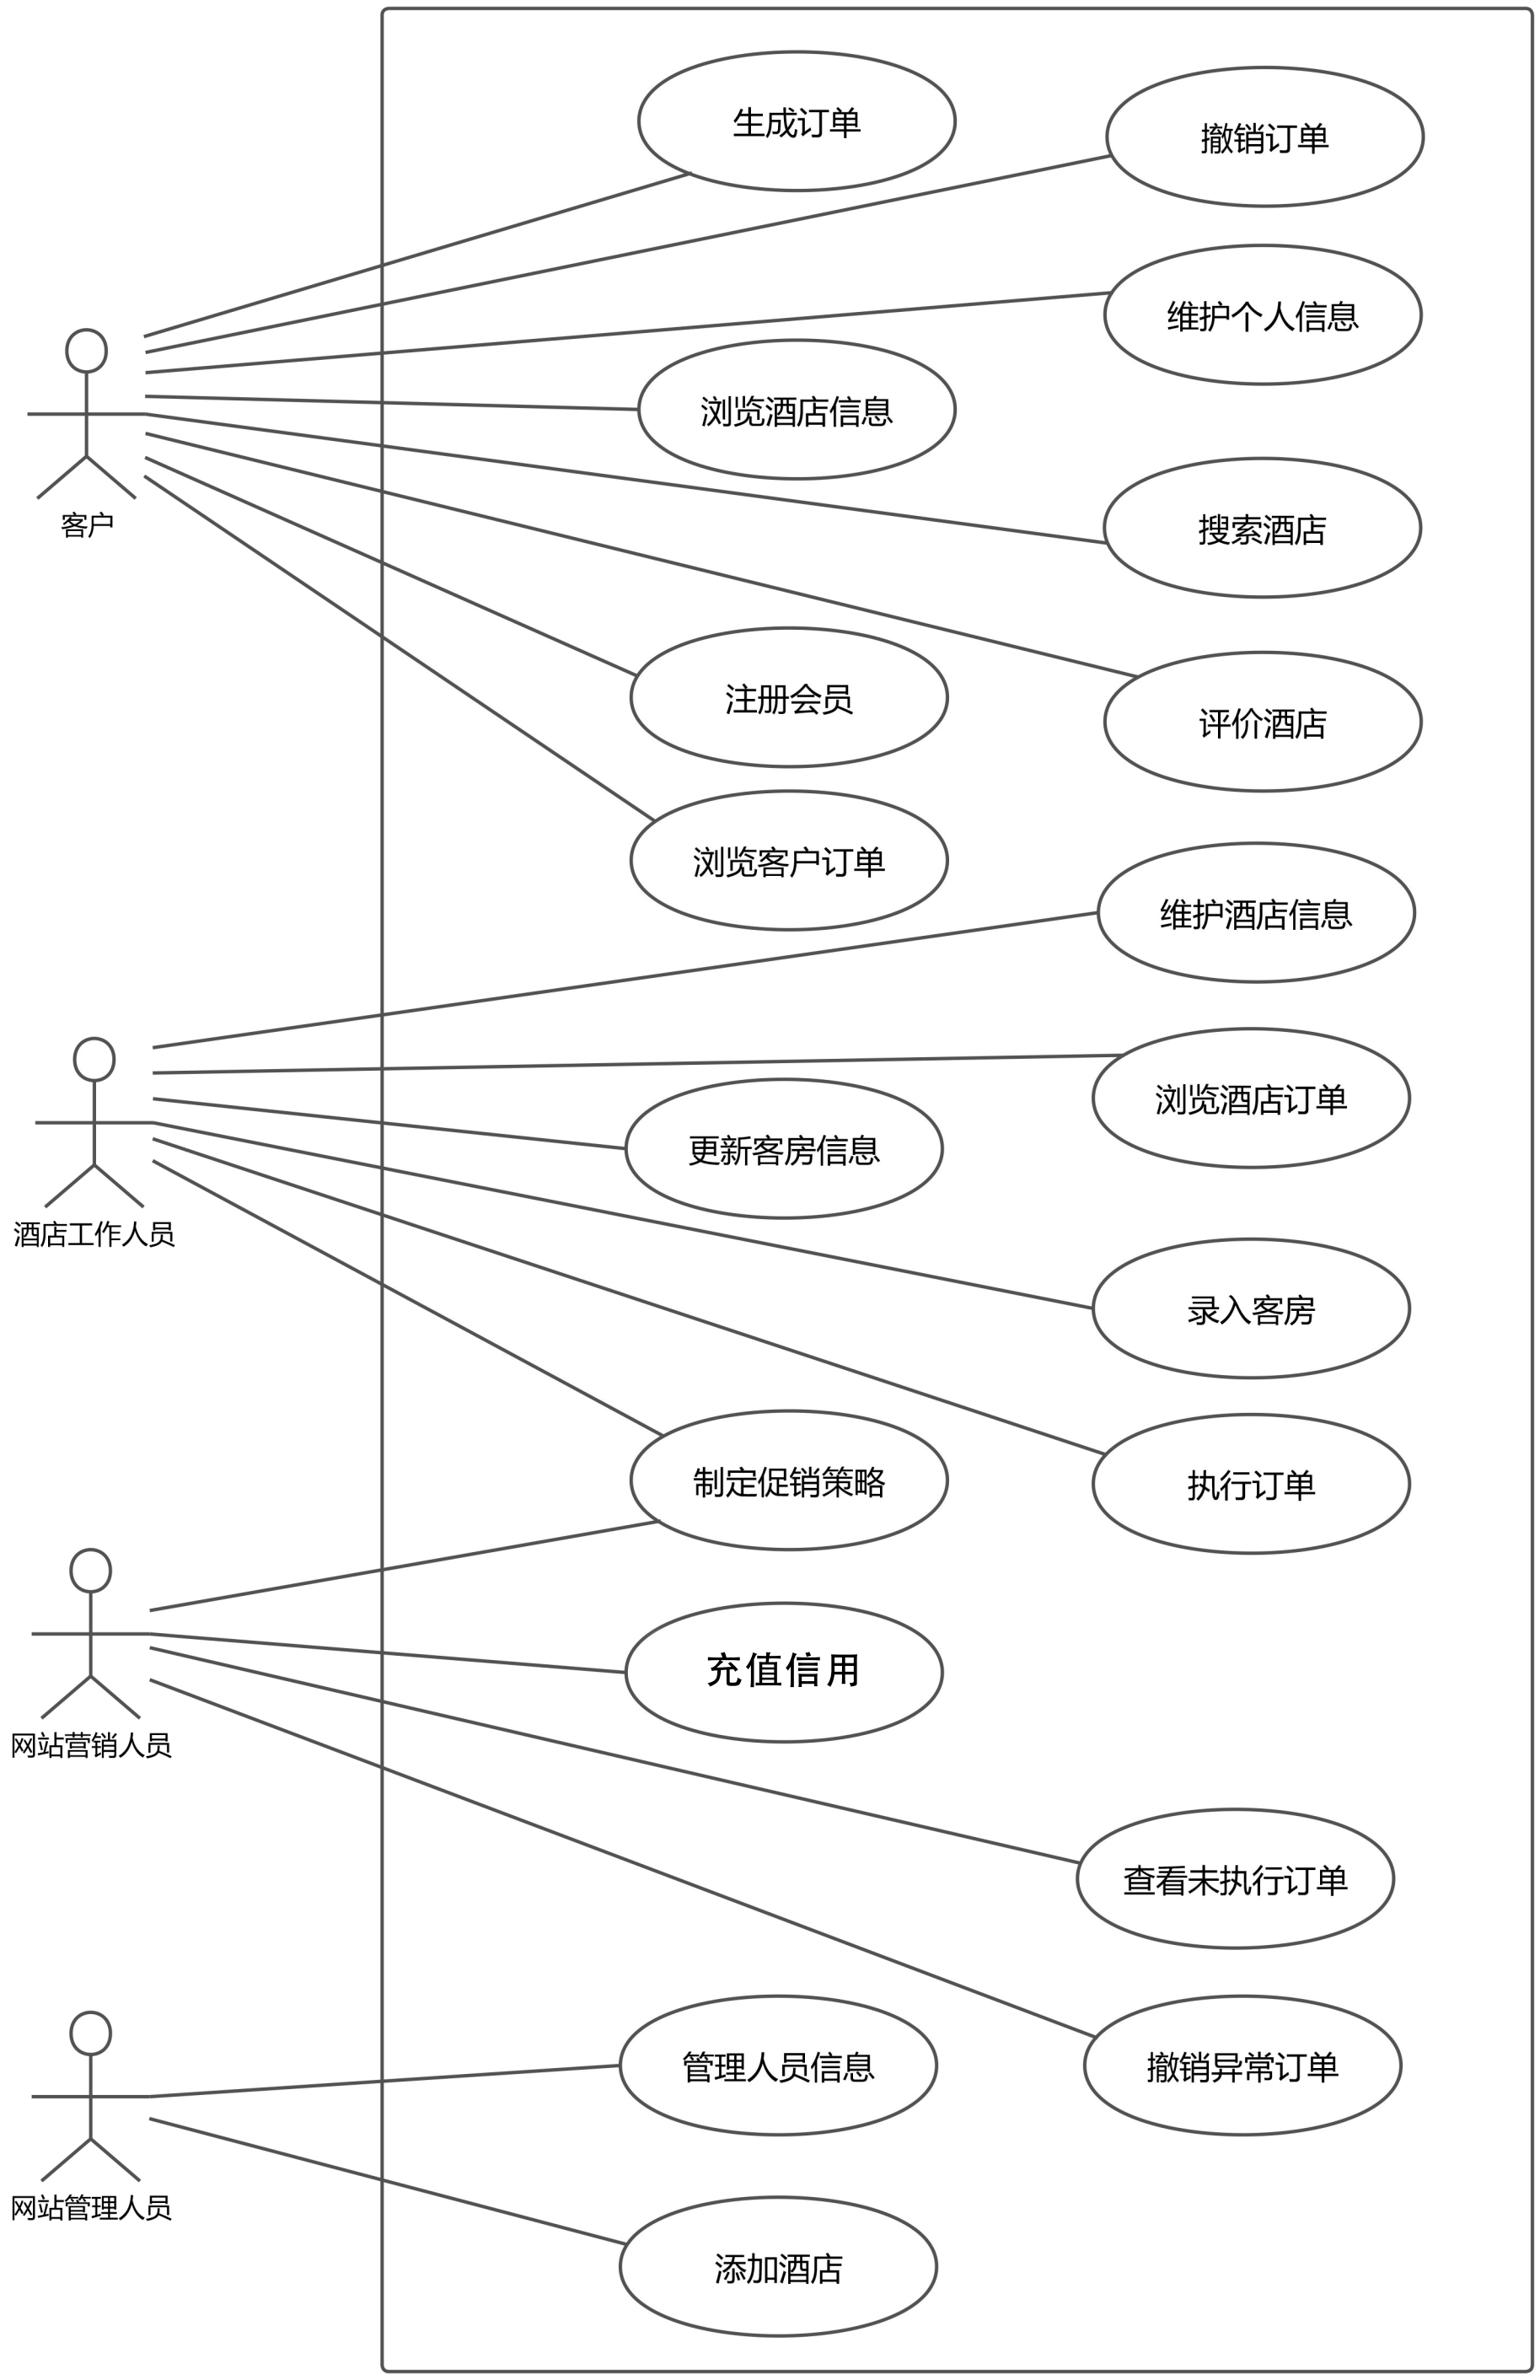 生成订单
撤销订单
维护个人信息
浏览酒店信息
客户
搜索酒店
注册会员
评价酒店
浏览客户订单
维护酒店信息
浏览酒店订单
更新客房信息
酒店工作人员
录入客房
制定促销策略
执行订单
充值信用
网站营销人员
查看未执行订单
管理人员信息
撤销异常订单
网站管理人员
添加酒店